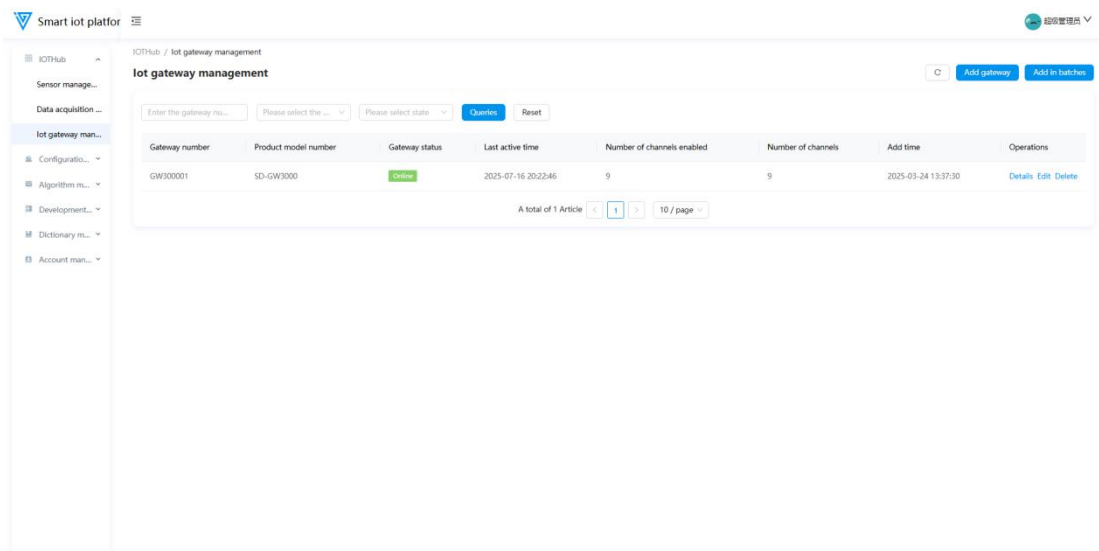 Smart iot platfor
超级管理员
IOTHub
Sensor manage...
Data acquisition ...
Iot gateway man...
Configuratio...
Algorithm m...
Development...
Dictionary m...
Account man...
IOTHub / Iot gateway management
Iot gateway management
Add gateway Add in batches
Enter the gateway nu... Please select the ... Please select state Queries Reset
Gateway number Product model number Gateway status Last active time Number of channels enabled Number of channels Add time Operations
GW300001 SD-GW3000 Online 2025-07-16 20:22:46 9 9 2025-03-24 13:37:30 Details Edit Delete
A total of 1 Article < 1 > 10 / page